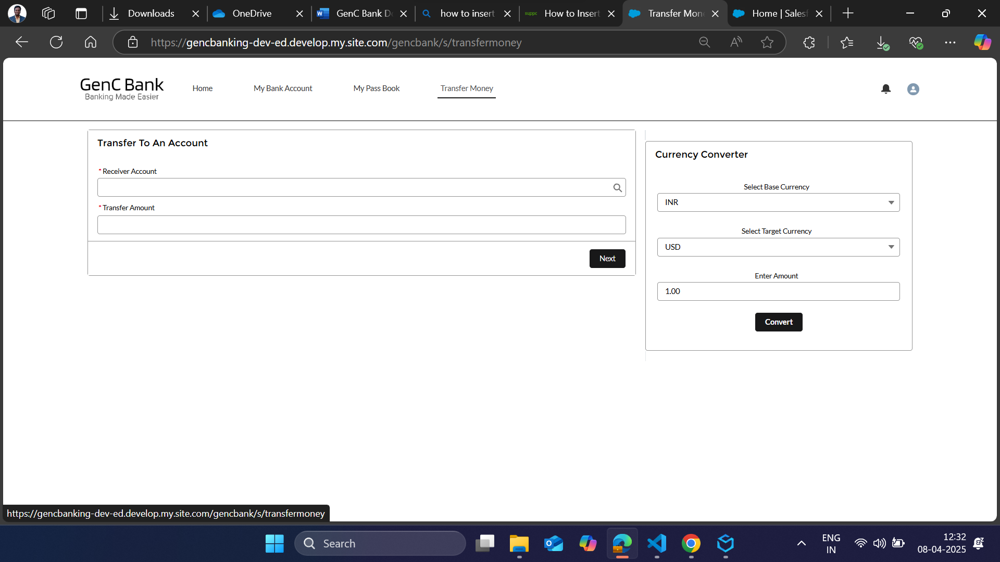 Downloads
OneDrive
GenC Bank D
how to insert
suppc
How to Insert
Transfer Mon
Home | Salesf
https://gencbanking-dev-ed.develop.my.site.com/gencbank/s/transfermoney
GenC Bank
Banking Made Easier
Home
My Bank Account
My Pass Book
Transfer Money
Transfer To An Account
* Receiver Account
* Transfer Amount
Next
Currency Converter
Select Base Currency
INR
Select Target Currency
USD
Enter Amount
1.00
Convert
https://gencbanking-dev-ed.develop.my.site.com/gencbank/s/transfermoney
Search
ENG
IN
12:32
08-04-2025